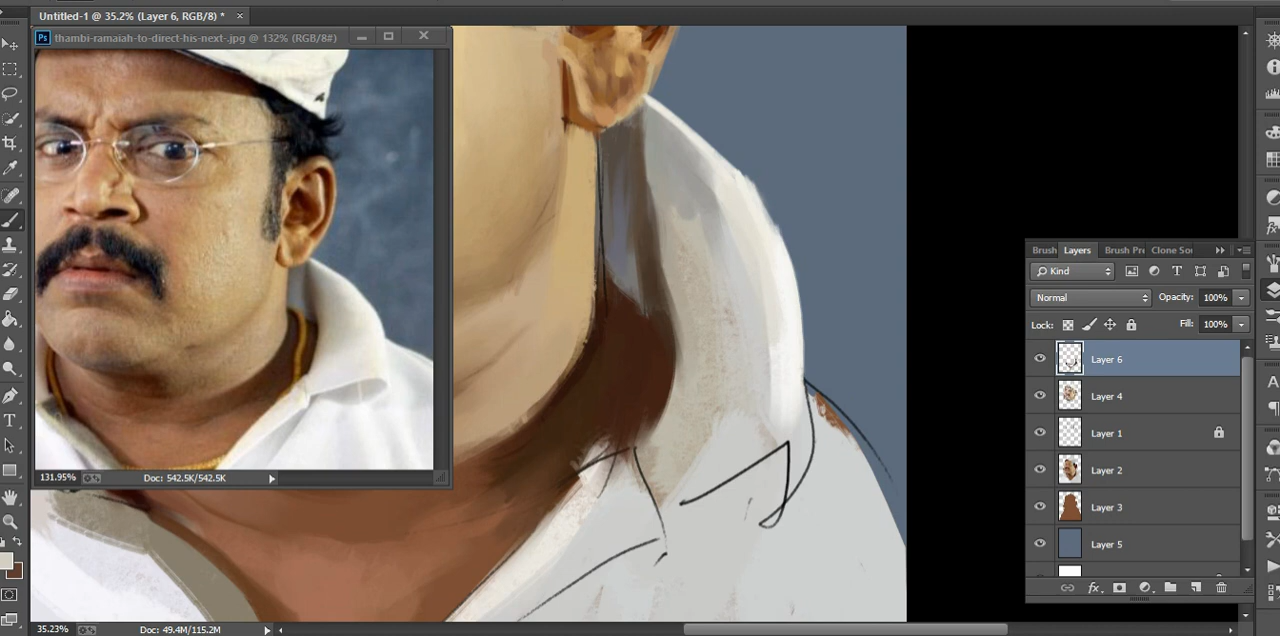 Untitled-1 @ 35.2% (Layer 6, RGB/8) * ×
Ps thambi-ramaiah-to-direct-his-next-.jpg @ 132% (RGB/8#)
131.95% Doc: 542.5K/542.5K
Brush Layers Brush Pre Clone Sou
Kind
Normal Opacity: 100%
Lock: Fill: 100%
Layer 6
Layer 4
Layer 1
Layer 2
Layer 3
Layer 5
fx
35.23% Doc: 49.4M/115.2M